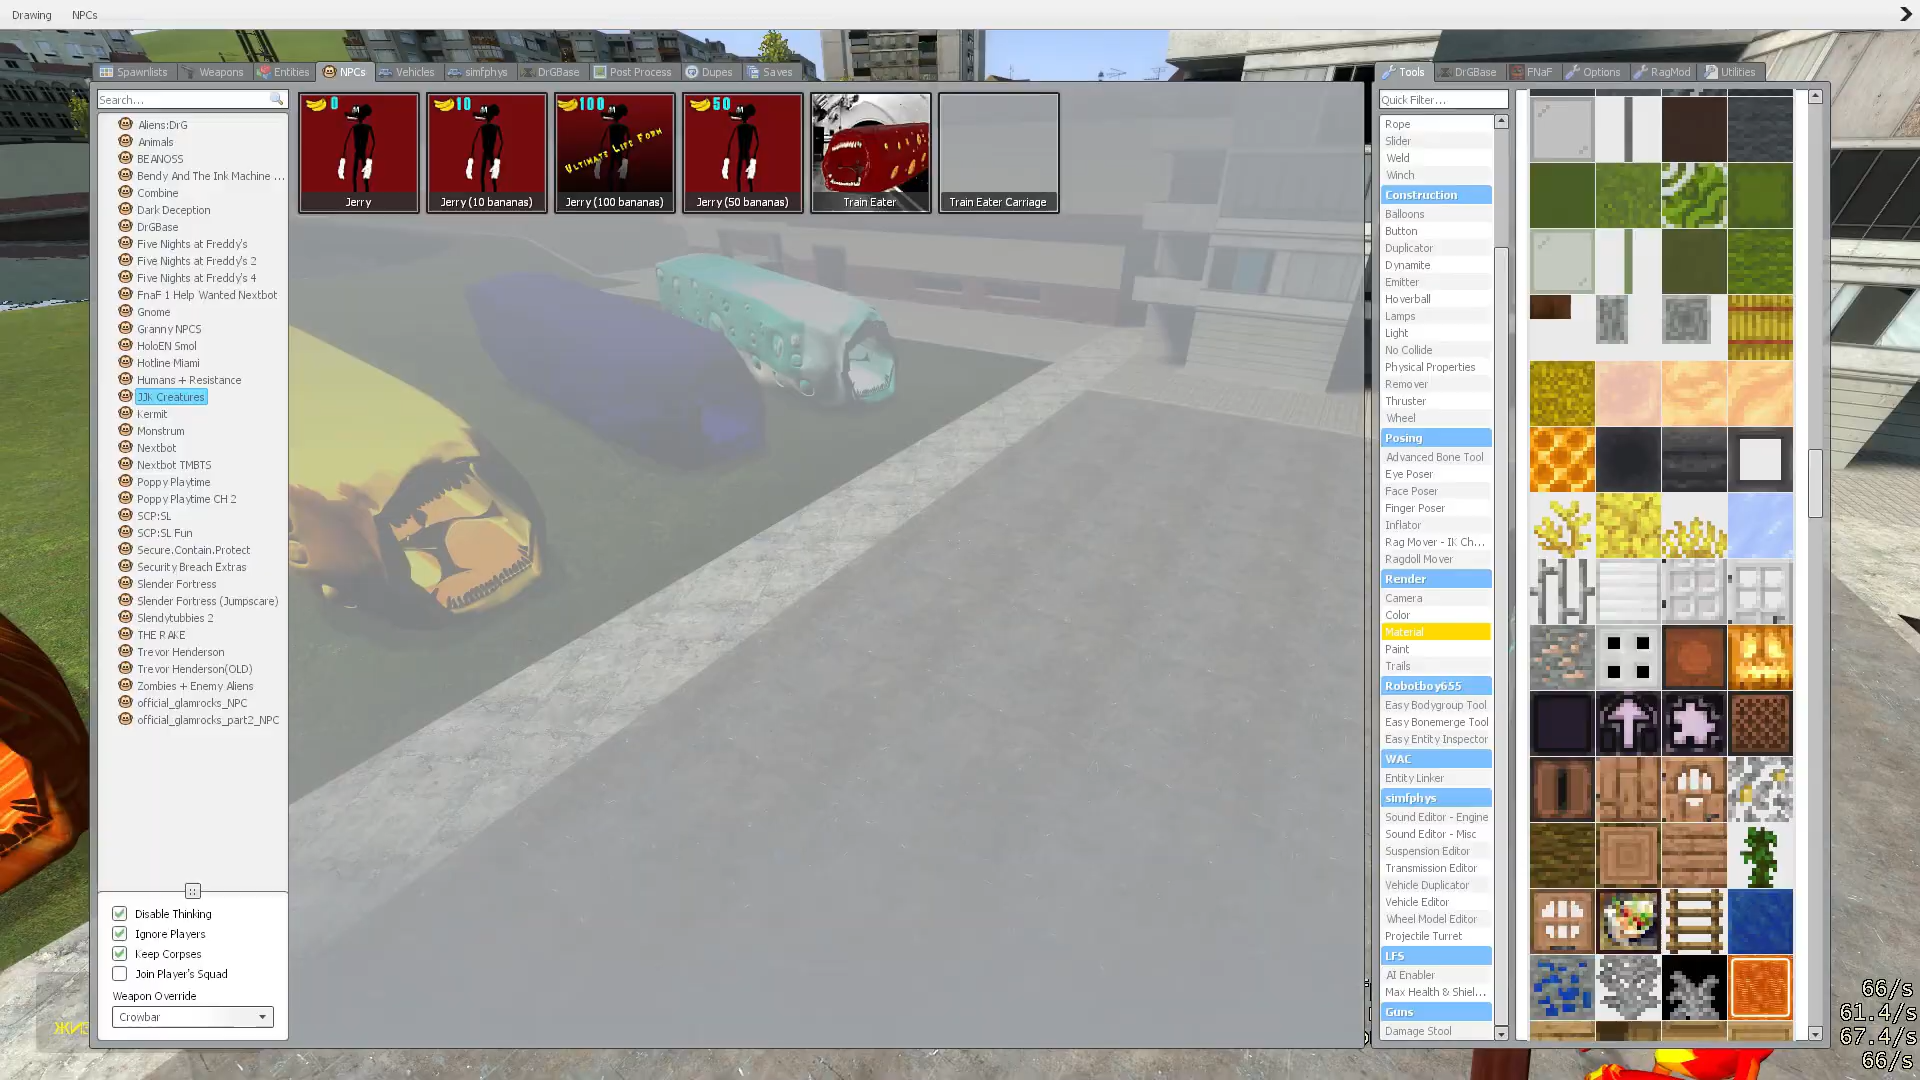 Drawing NPCs
Spawnlists Weapons Entities NPCs Vehicles simfphys DrGBase Post Process Dupes Saves
Search...
Aliens:DrG
Animals
BEANOSS
Bendy And The Ink Machine ...
Combine
Dark Deception
DrGBase
Five Nights at Freddy's
Five Nights at Freddy's 2
Five Nights at Freddy's 4
FnaF 1 Help Wanted Nextbot
Gnome
Granny NPCS
HoloEN Smol
Hotline Miami
Humans + Resistance
JJK Creatures
Kermit
Monstrum
Nextbot
Nextbot TMBTS
Poppy Playtime
Poppy Playtime CH 2
SCP:SL
SCP:SL Fun
Secure.Contain.Protect
Security Breach Extras
Slender Fortress
Slender Fortress (Jumpscare)
Slendytubbies 2
THE RAKE
Trevor Henderson
Trevor Henderson(OLD)
Zombies + Enemy Aliens
official_glamrocks_NPC
official_glamrocks_part2_NPC
Disable Thinking
Ignore Players
Keep Corpses
Join Player's Squad
Weapon Override
Crowbar
0
Jerry
10
Jerry (10 bananas)
100
Ultimate Life Form
Jerry (100 bananas)
50
Jerry (50 bananas)
Train Eater
Train Eater Carriage
Tools DrGBase FNaF Options RagMod Utilities
Quick Filter...
Rope
Slider
Weld
Winch
Construction
Balloons
Button
Duplicator
Dynamite
Emitter
Hoverball
Lamps
Light
No Collide
Physical Properties
Remover
Thruster
Wheel
Posing
Advanced Bone Tool
Eye Poser
Face Poser
Finger Poser
Inflator
Rag Mover - IK Ch...
Ragdoll Mover
Render
Camera
Color
Material
Paint
Trails
Robotboy655
Easy Bodygroup Tool
Easy Bonemerge Tool
Easy Entity Inspector
WAC
Entity Linker
simfphys
Sound Editor - Engine
Sound Editor - Misc
Suspension Editor
Transmission Editor
Vehicle Duplicator
Vehicle Editor
Wheel Model Editor
Projectile Turret
LFS
AI Enabler
Max Health & Shiel...
Guns
Damage Stool
66/s
61.4/s
67.4/s
66/s